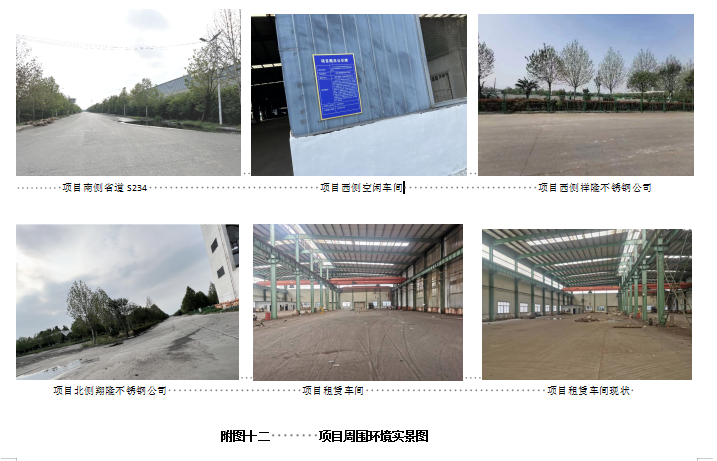 项目南侧省道 S234
项目西侧空闲车间
项目西侧祥隆不锈钢公司
项目北侧翔隆不锈钢公司
项目租赁车间
项目租赁车间现状
附图十二 项目周围环境实景图